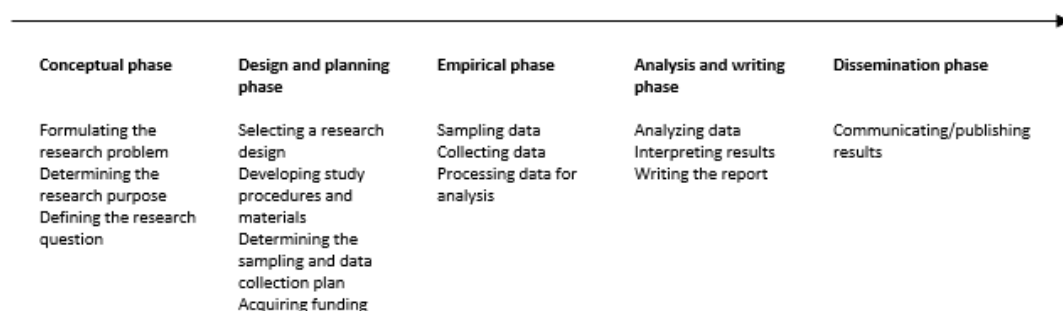 Conceptual phase
Formulating the
research problem
Determining the
research purpose
Defining the research
question
Design and planning
phase
Selecting a research
design
Developing study
procedures and
materials
Determining the
sampling and data
collection plan
Acquiring funding
Empirical phase
Sampling data
Collecting data
Processing data for
analysis
Analysis and writing
phase
Analyzing data
Interpreting results
Writing the report
Dissemination phase
Communicating/publishing
results